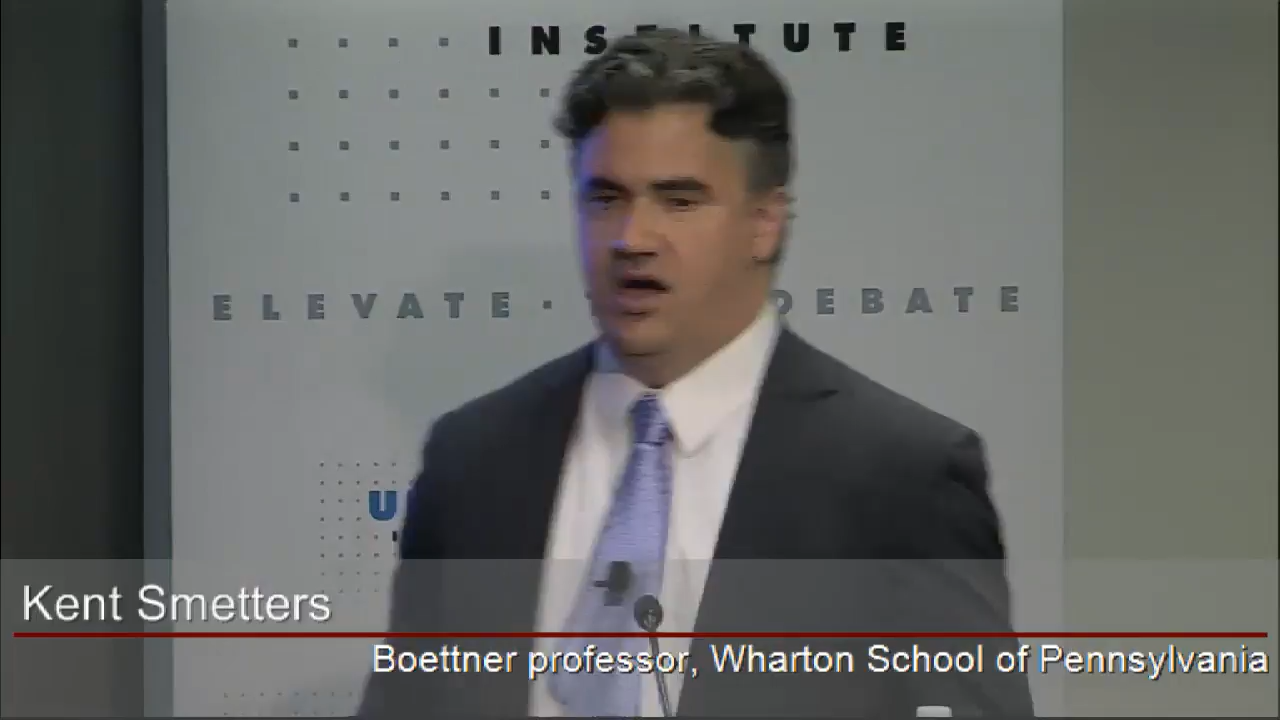 INSTITUTE
ELEVATE · DEBATE
U
Kent Smetters
Boettner professor, Wharton School of Pennsylvania